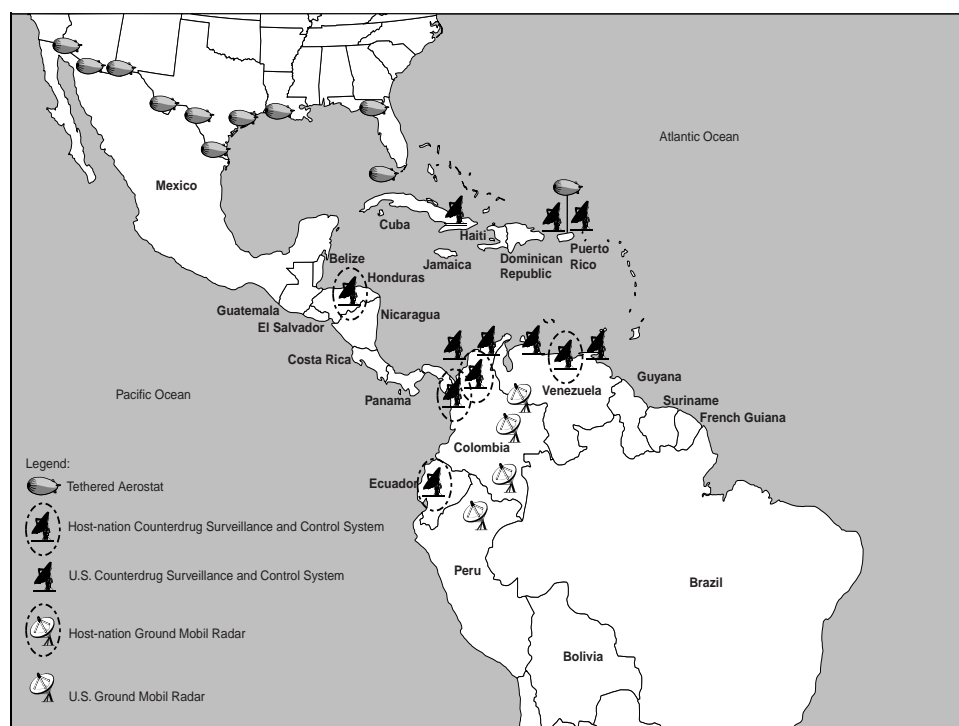 Atlantic Ocean
Mexico
Cuba
Haiti
Jamaica
Dominican
Republic
Puerto
Rico
Belize
Honduras
Guatemala
El Salvador
Nicaragua
Costa Rica
Pacific Ocean
Panama
Venezuela
Guyana
Suriname
French Guiana
Colombia
Ecuador
Peru
Brazil
Bolivia
Legend:
Tethered Aerostat
Host-nation Counterdrug Surveillance and Control System
U.S. Counterdrug Surveillance and Control System
Host-nation Ground Mobil Radar
U.S. Ground Mobil Radar